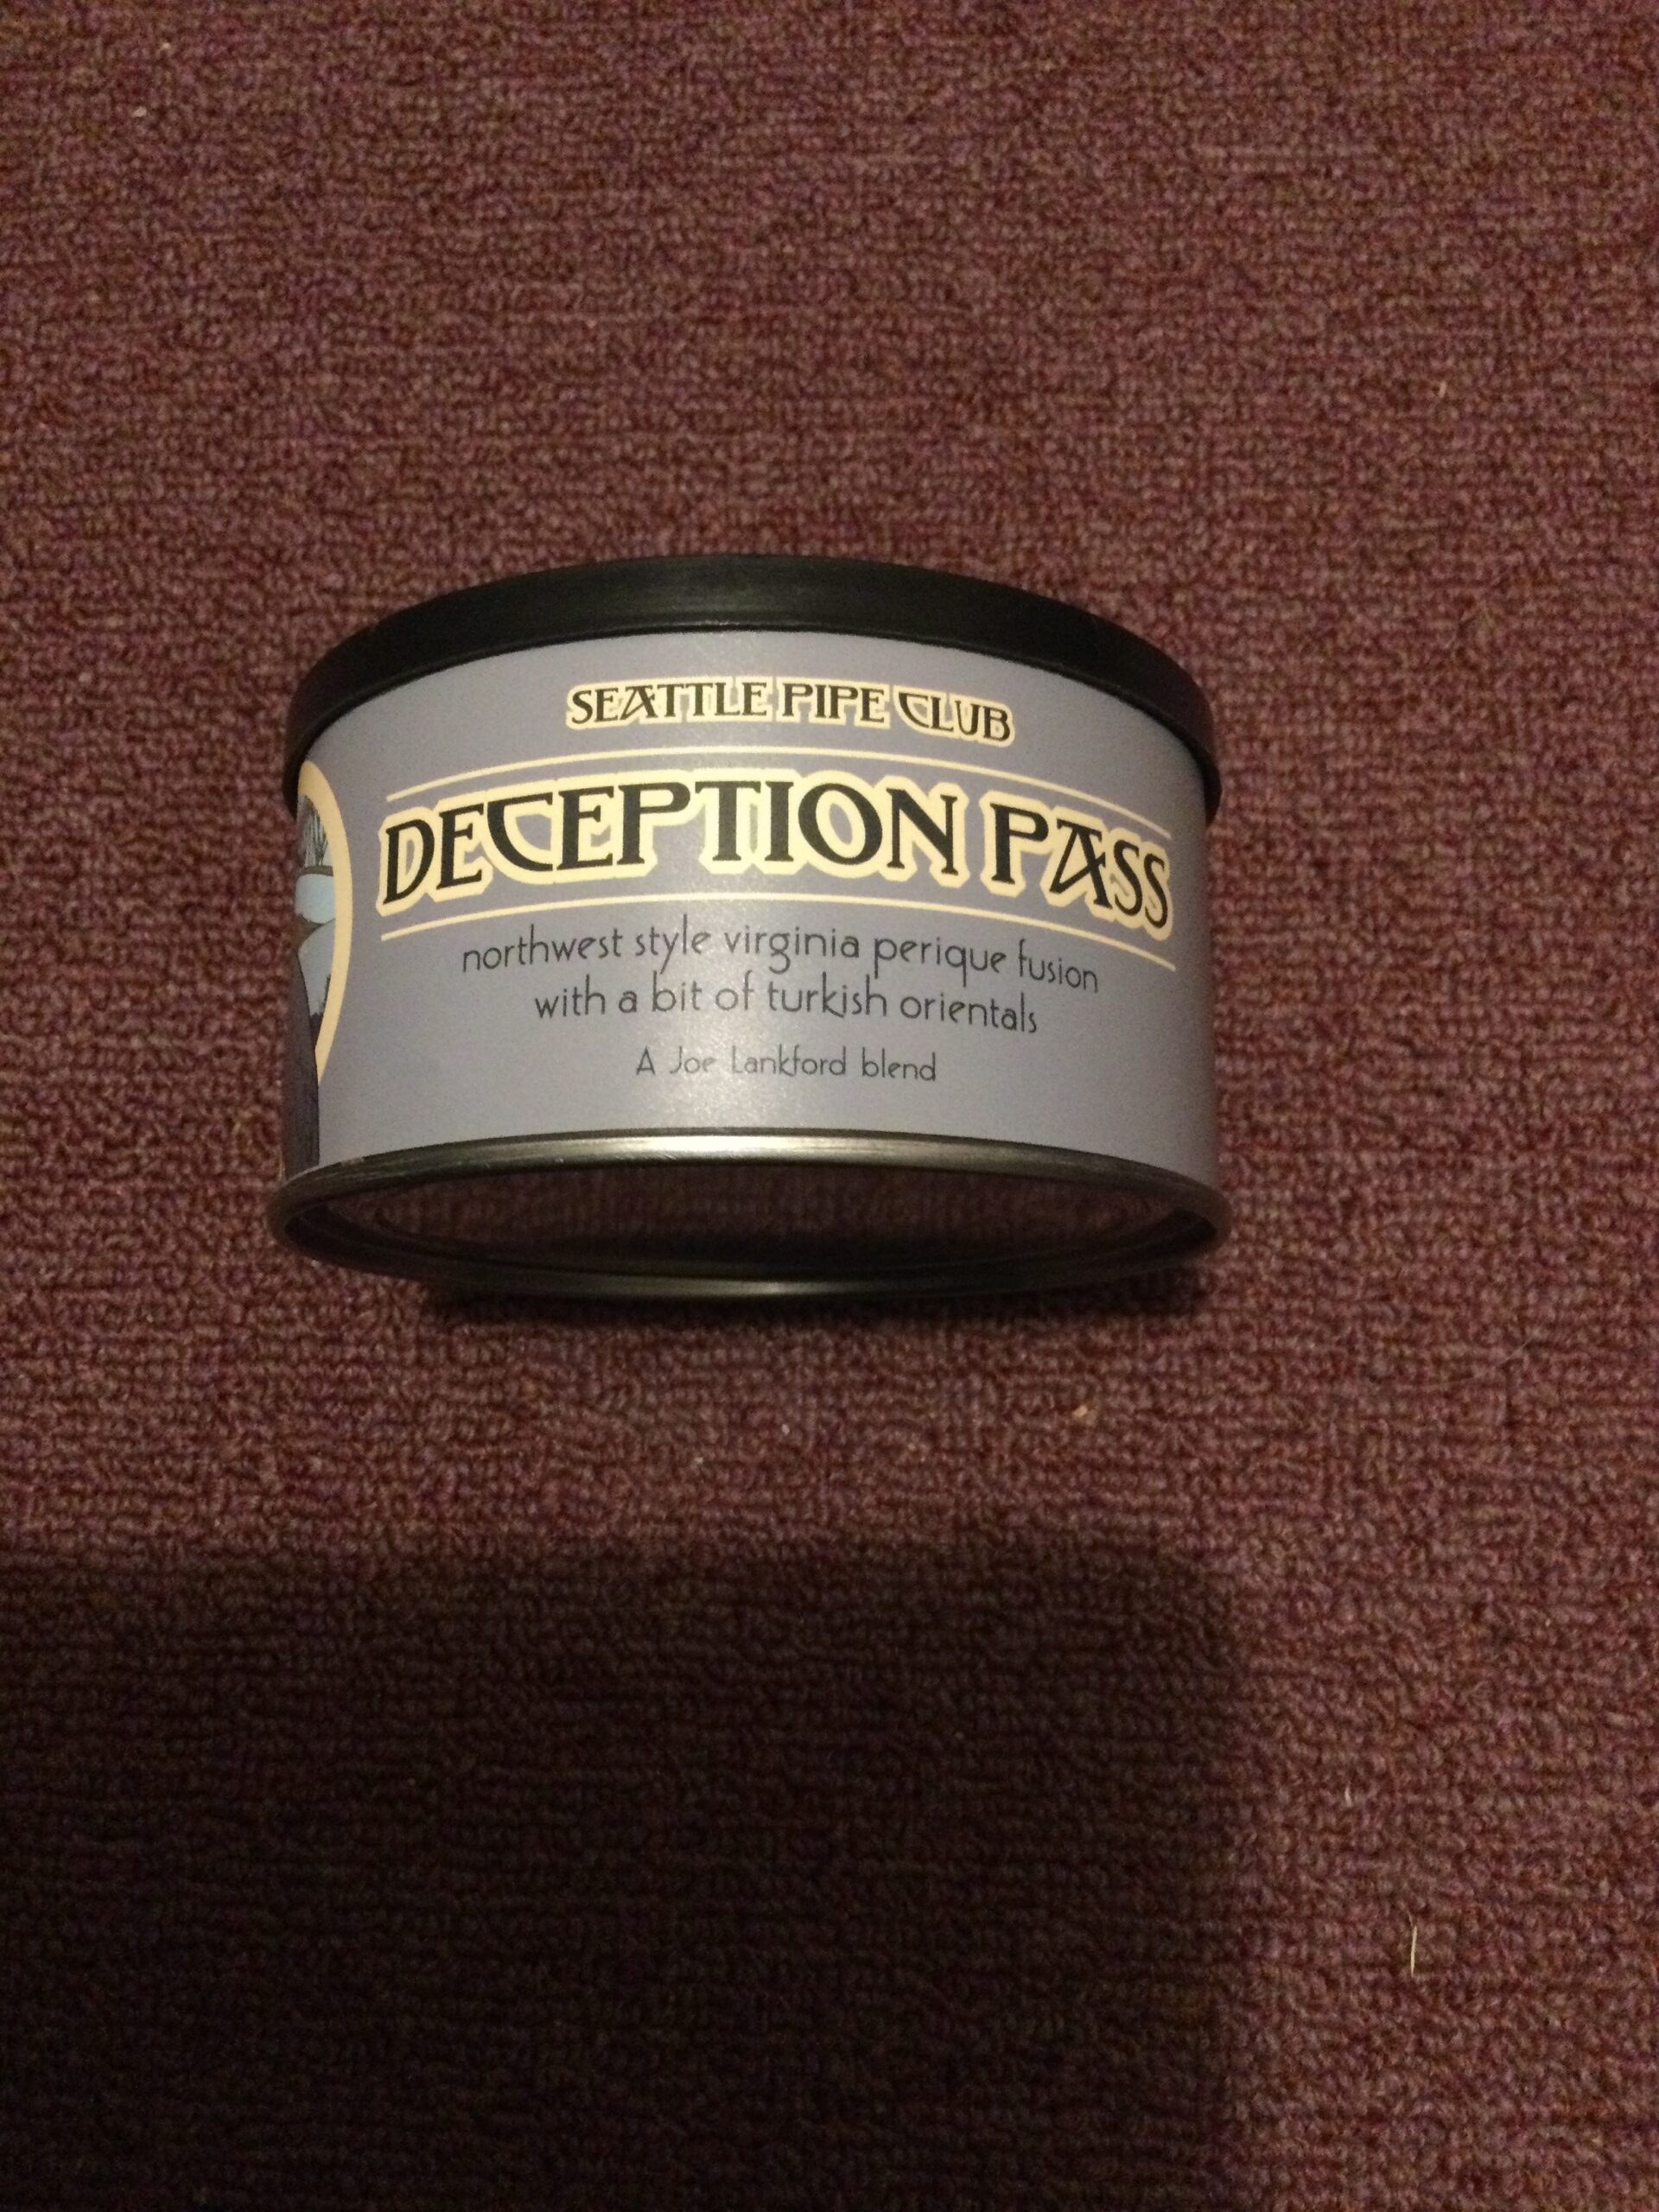 SEATTLE PIPE CLUB
DECEPTION PASS
northwest style virginia perique fusion
with a bit of turkish orientals
A Joe Lankford blend